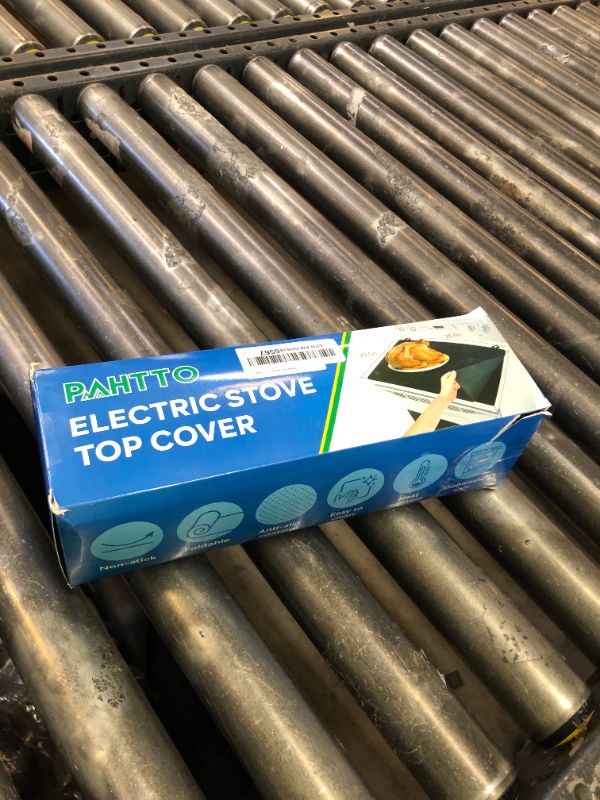 PAHTTO
ELECTRIC STOVE
TOP COVER
Non-stick
Foldable
Anti-slip
Easy to
Heat